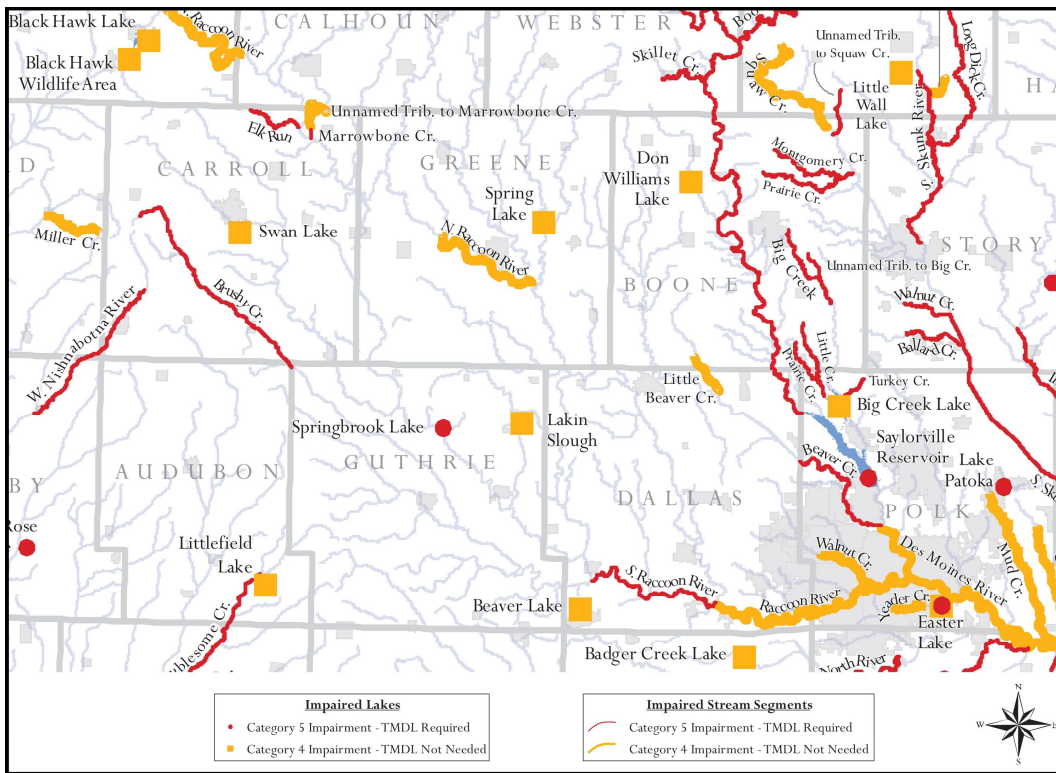 CALHOUN
WEBSTER
Black Hawk Lake
N. Raccoon River
Boo
Black Hawk
Wildlife Area
Skillet Cr.
Squaw Cr.
Unnamed Trib.
to Squaw Cr.
Little
Wall
Lake
Long Dick Cr.
HA
S. Skunk River
Unnamed Trib. to Marrowbone Cr.
Elk Run
Marrowbone Cr.
D
CARROLL
GREENE
Don
Williams
Lake
Montgomery Cr.
Prairie Cr.
Spring
Lake
Miller Cr.
Swan Lake
N. Raccoon River
Big Creek
STORY
Unnamed Trib. to Big Cr.
BOONE
W. Nishnabotna River
Brushy Cr.
Walnut Cr.
Ballard Cr.
Little Cr.
Prairie Cr.
Little
Beaver Cr.
Turkey Cr.
Big Creek Lake
Springbrook Lake
Lakin
Slough
Saylorville
Reservoir
AUDUBON
GUTHRIE
Beaver Cr.
Lake
Patoka
S. Sk
BY
DALLAS
POLK
Rose
Littlefield
Lake
Walnut Cr.
Des Moines River
Mud Cr.
S. Raccoon River
Raccoon River
Yeader Cr.
Beaver Lake
Easter
Lake
ublesome Cr.
Badger Creek Lake
North River
Impaired Lakes
Category 5 Impairment - TMDL Required
Category 4 Impairment - TMDL Not Needed
Impaired Stream Segments
Category 5 Impairment - TMDL Required
Category 4 Impairment - TMDL Not Needed
N
W
E
S